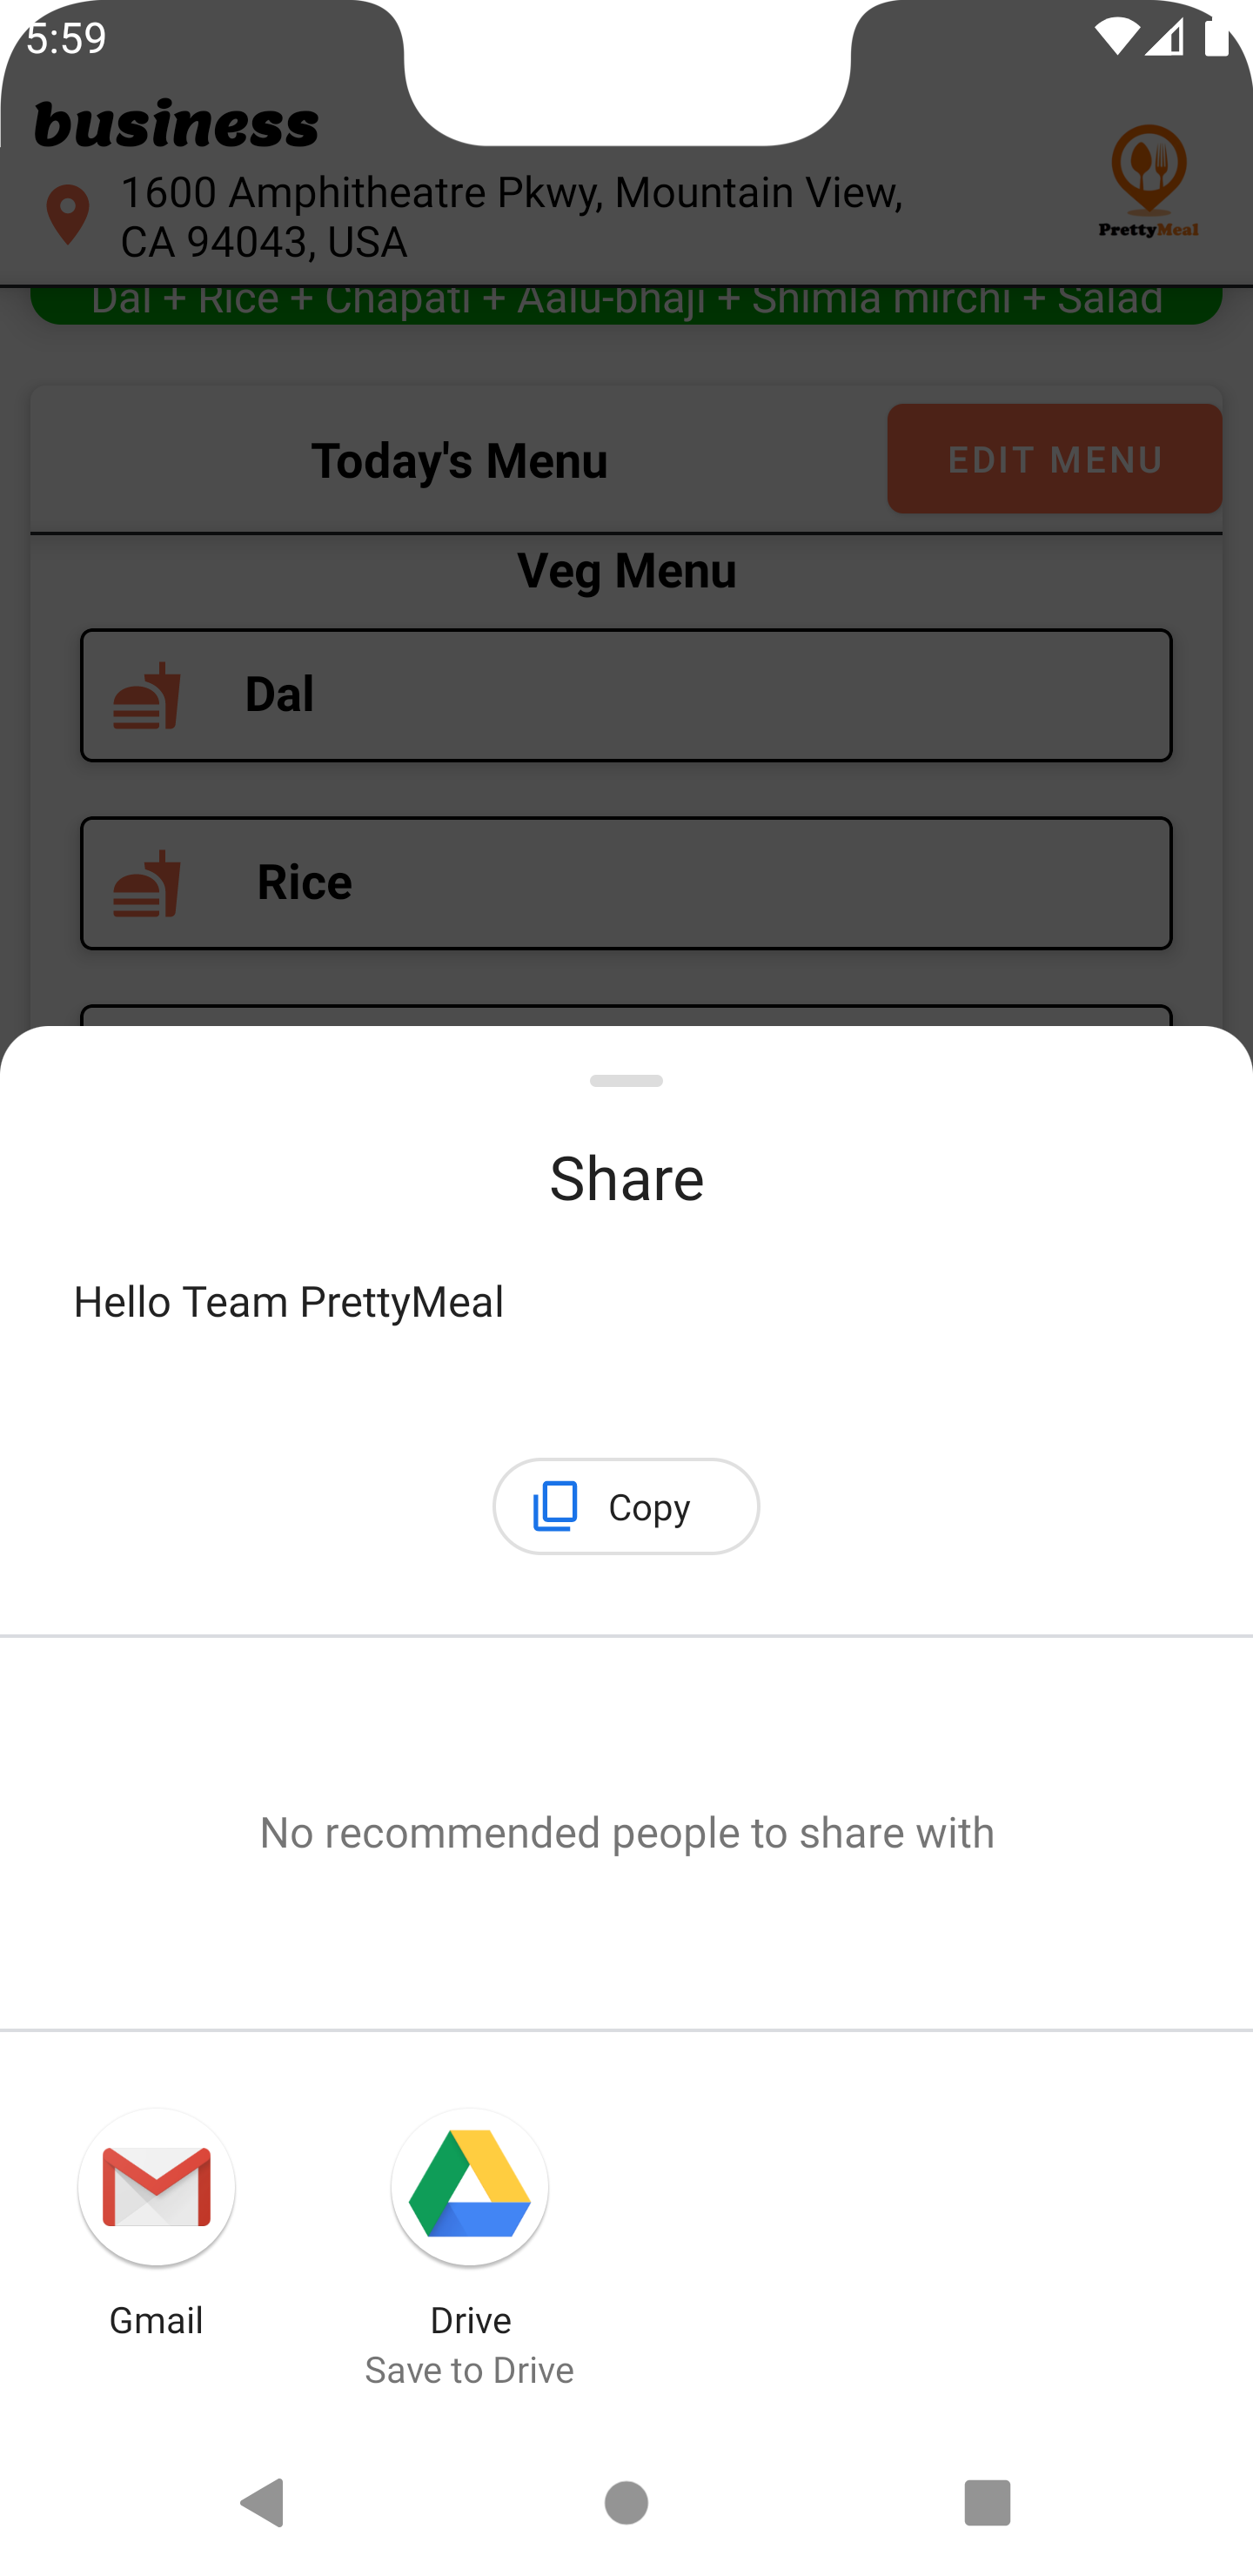 5:59
business
1600 Amphitheatre Pkwy, Mountain View,
CA 94043, USA
PrettyMeal
Dal + Rice + Chapati + Aalu-bhaji + Shimla mirchi + Salad
Today's Menu
EDIT MENU
Veg Menu
Dal
Rice
Share
Hello Team PrettyMeal
Copy
No recommended people to share with
Gmail
Drive
Save to Drive